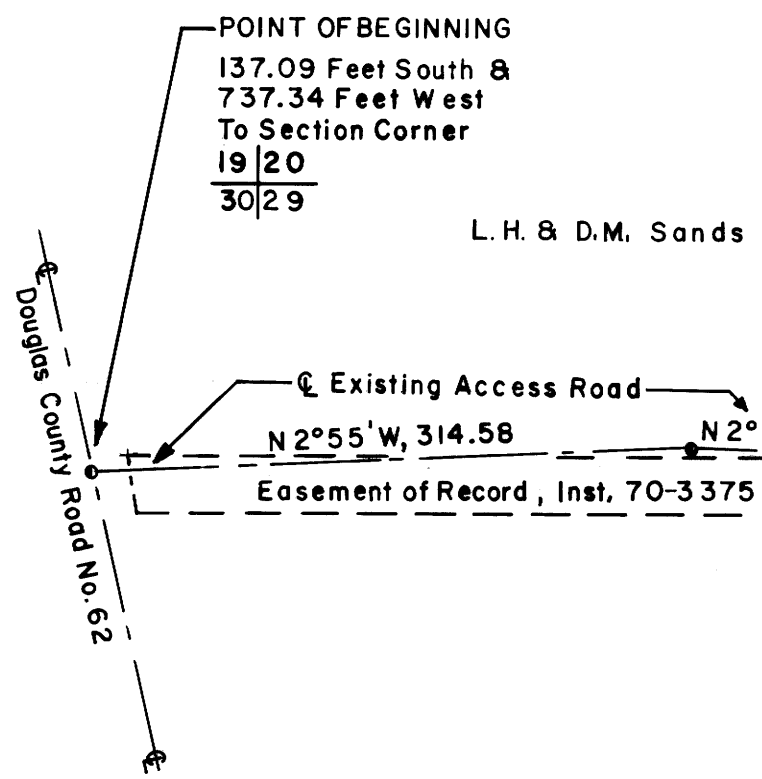 POINT OF BEGINNING
137.09 Feet South &
737.34 Feet West
To Section Corner
19|20
30|29
L.H. & D.M. Sands
℄
Douglas County Road No. 62
℄ Existing Access Road
N 2°55'W, 314.58
N 2°
Easement of Record, Inst. 70-3375
℄